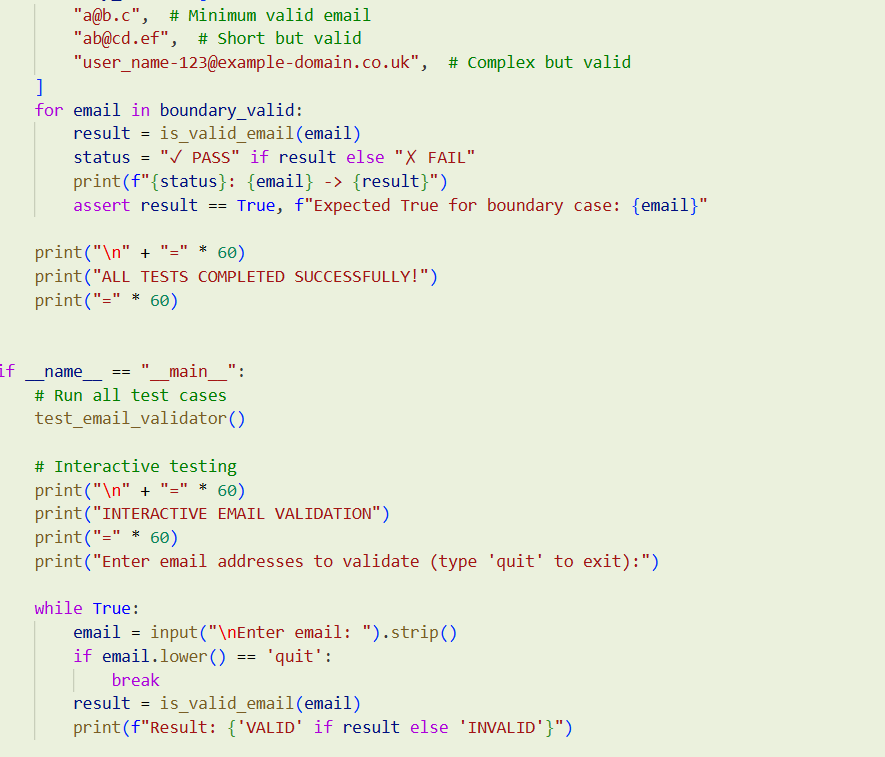 "a@b.c",  # Minimum valid email
"ab@cd.ef",  # Short but valid
"user_name-123@example-domain.co.uk",  # Complex but valid
]
for email in boundary_valid:
result = is_valid_email(email)
status = "✓ PASS" if result else "✗ FAIL"
print(f"{status}: {email} -> {result}")
assert result == True, f"Expected True for boundary case: {email}"
print("\n" + "=" * 60)
print("ALL TESTS COMPLETED SUCCESSFULLY!")
print("=" * 60)
if __name__ == "__main__":
# Run all test cases
test_email_validator()
# Interactive testing
print("\n" + "=" * 60)
print("INTERACTIVE EMAIL VALIDATION")
print("=" * 60)
print("Enter email addresses to validate (type 'quit' to exit):")
while True:
email = input("\nEnter email: ").strip()
if email.lower() == 'quit':
break
result = is_valid_email(email)
print(f"Result: {'VALID' if result else 'INVALID'}")